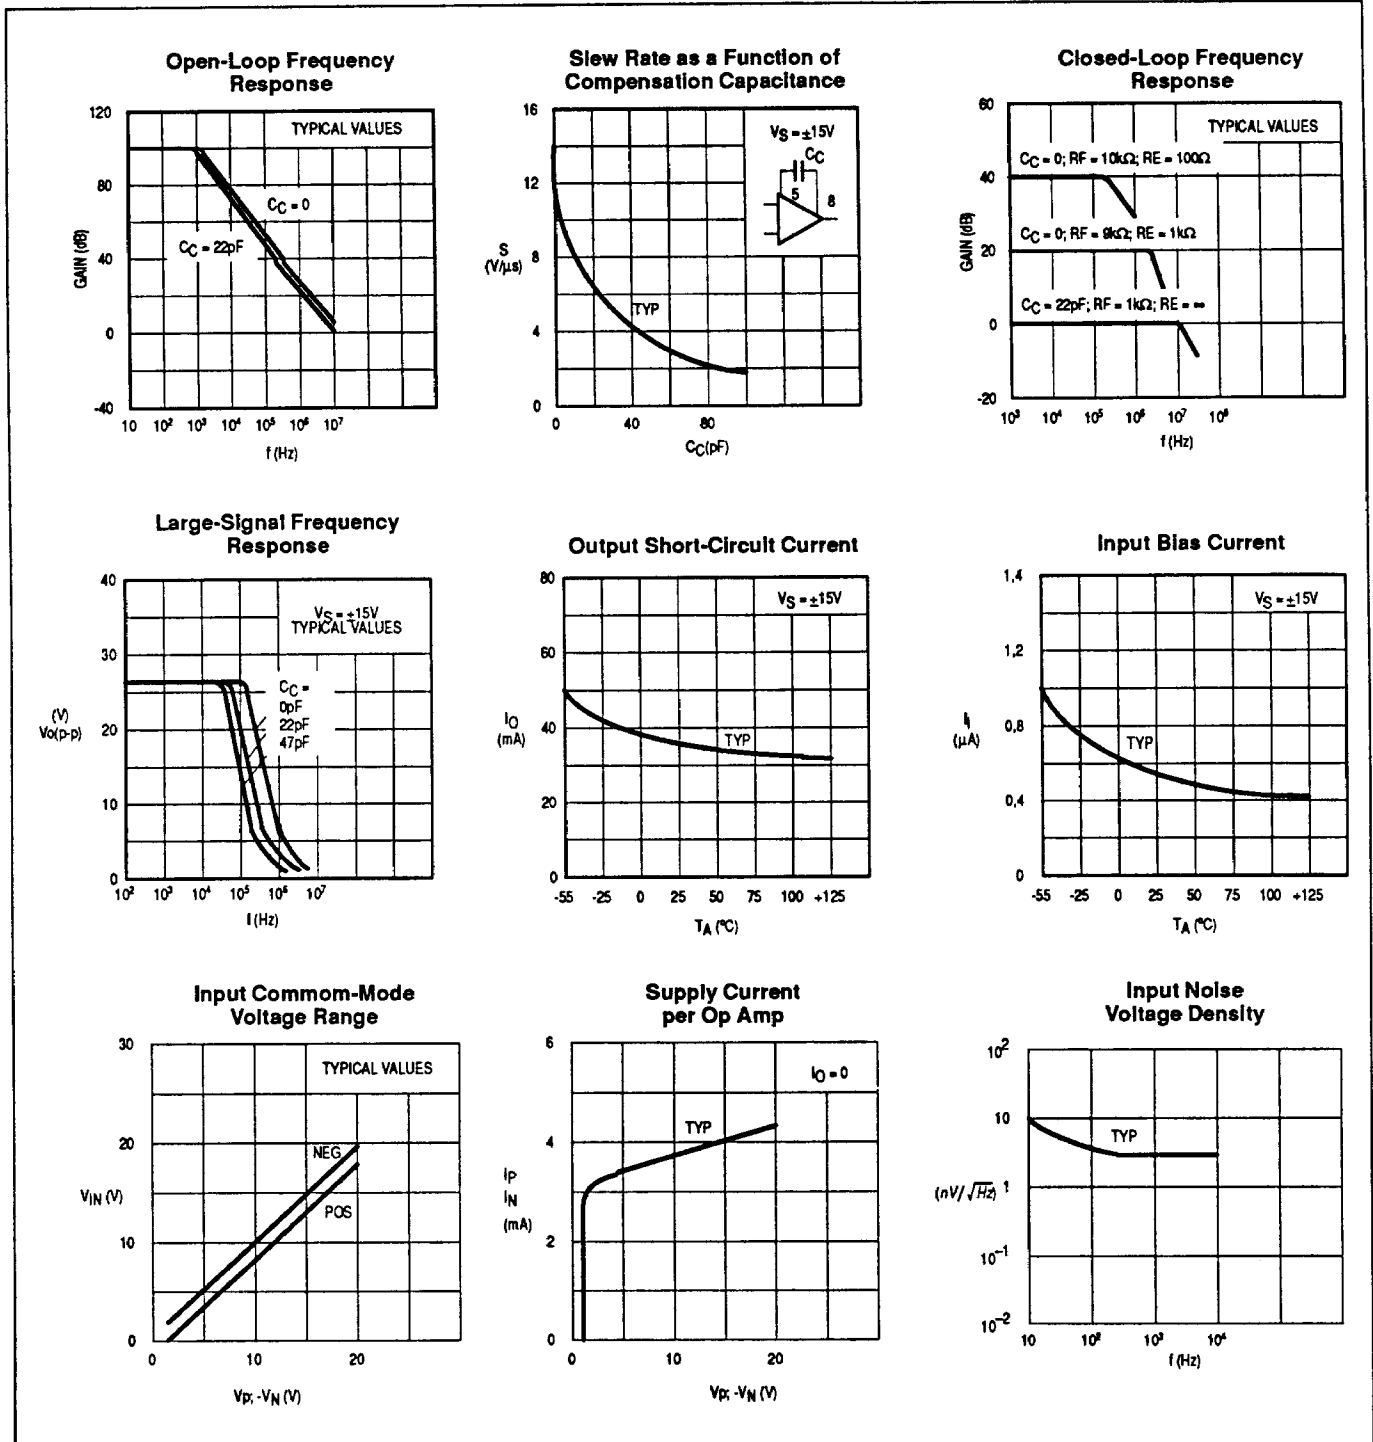 Open-Loop Frequency
Response
120
80
40
0
-40
GAIN (dB)
TYPICAL VALUES
CC = 0
CC = 22pF
10 10² 10³ 10⁴ 10⁵ 10⁶ 10⁷
f (Hz)
Slew Rate as a Function of
Compensation Capacitance
16
12
8
4
0
S
(V/µs)
VS = ±15V
CC
5
8
TYP
0 40 80
CC(pF)
Closed-Loop Frequency
Response
60
40
20
0
-20
GAIN (dB)
TYPICAL VALUES
CC = 0; RF = 10kΩ; RE = 100Ω
CC = 0; RF = 9kΩ; RE = 1kΩ
CC = 22pF; RF = 1kΩ; RE = ∞
10³ 10⁴ 10⁵ 10⁶ 10⁷ 10⁸
f (Hz)
Large-Signal Frequency
Response
40
30
20
10
0
(V)
Vo(p-p)
VS = ±15V
TYPICAL VALUES
CC =
0pF
22pF
47pF
10² 10³ 10⁴ 10⁵ 10⁶ 10⁷
f (Hz)
Output Short-Circuit Current
80
60
40
20
0
IO
(mA)
VS = ±15V
TYP
-55 -25 0 25 50 75 100 +125
TA (°C)
Input Bias Current
1,4
1,2
0,8
0,4
0
II
(µA)
VS = ±15V
TYP
-55 -25 0 25 50 75 100 +125
TA (°C)
Input Commom-Mode
Voltage Range
30
20
10
0
VIN (V)
TYPICAL VALUES
NEG
POS
0 10 20
Vp; -VN (V)
Supply Current
per Op Amp
6
4
2
0
IP
IN
(mA)
IO = 0
TYP
0 10 20
Vp; -VN (V)
Input Noise
Voltage Density
10²
10
1
10⁻¹
10⁻²
(nV/√Hz)
TYP
10 10² 10³ 10⁴
f (Hz)